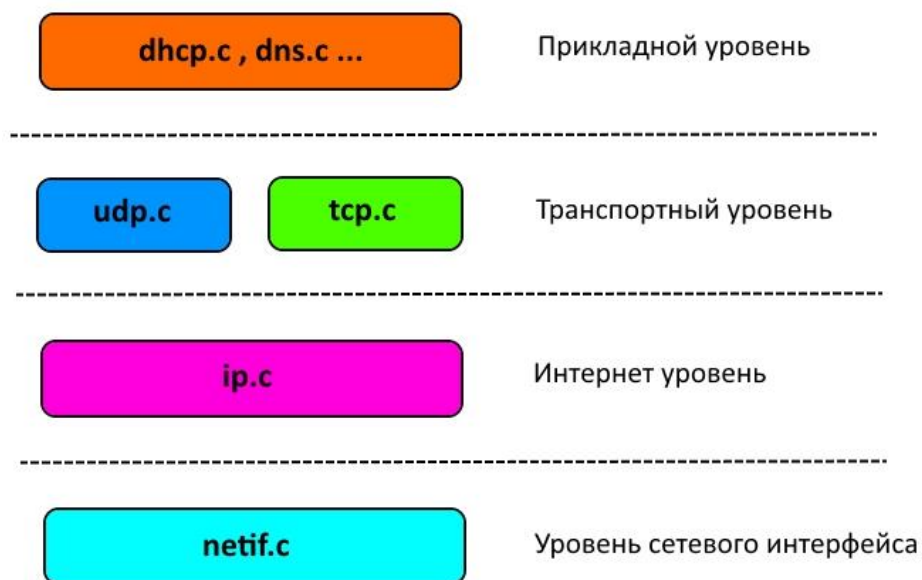 dhcp.c , dns.c ... Прикладной уровень
udp.c tcp.c Транспортный уровень
ip.c Интернет уровень
netif.c Уровень сетевого интерфейса